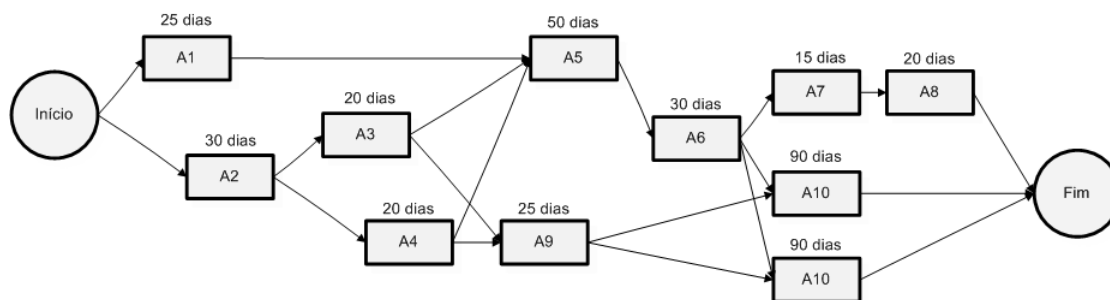 Início
25 dias
A1
30 dias
A2
20 dias
A3
20 dias
A4
50 dias
A5
25 dias
A9
30 dias
A6
15 dias
A7
20 dias
A8
90 dias
A10
90 dias
A10
Fim